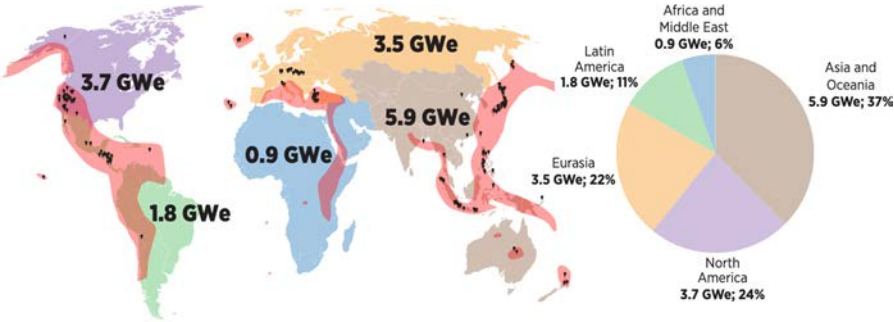 3.7 GWe
3.5 GWe
5.9 GWe
0.9 GWe
1.8 GWe
Africa and
Middle East
0.9 GWe; 6%
Latin
America
1.8 GWe; 11%
Asia and
Oceania
5.9 GWe; 37%
Eurasia
3.5 GWe; 22%
North
America
3.7 GWe; 24%